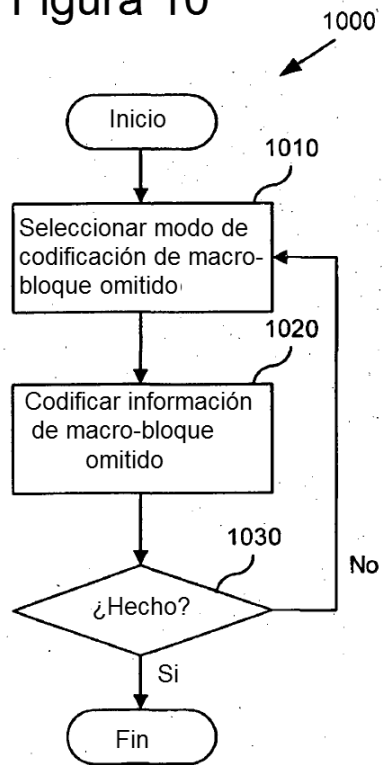 Figura 10
1000
Inicio
1010
Seleccionar modo de
codificación de macro-
bloque omitido
1020
Codificar información
de macro-bloque
omitido
1030
¿Hecho?
No
Si
Fin